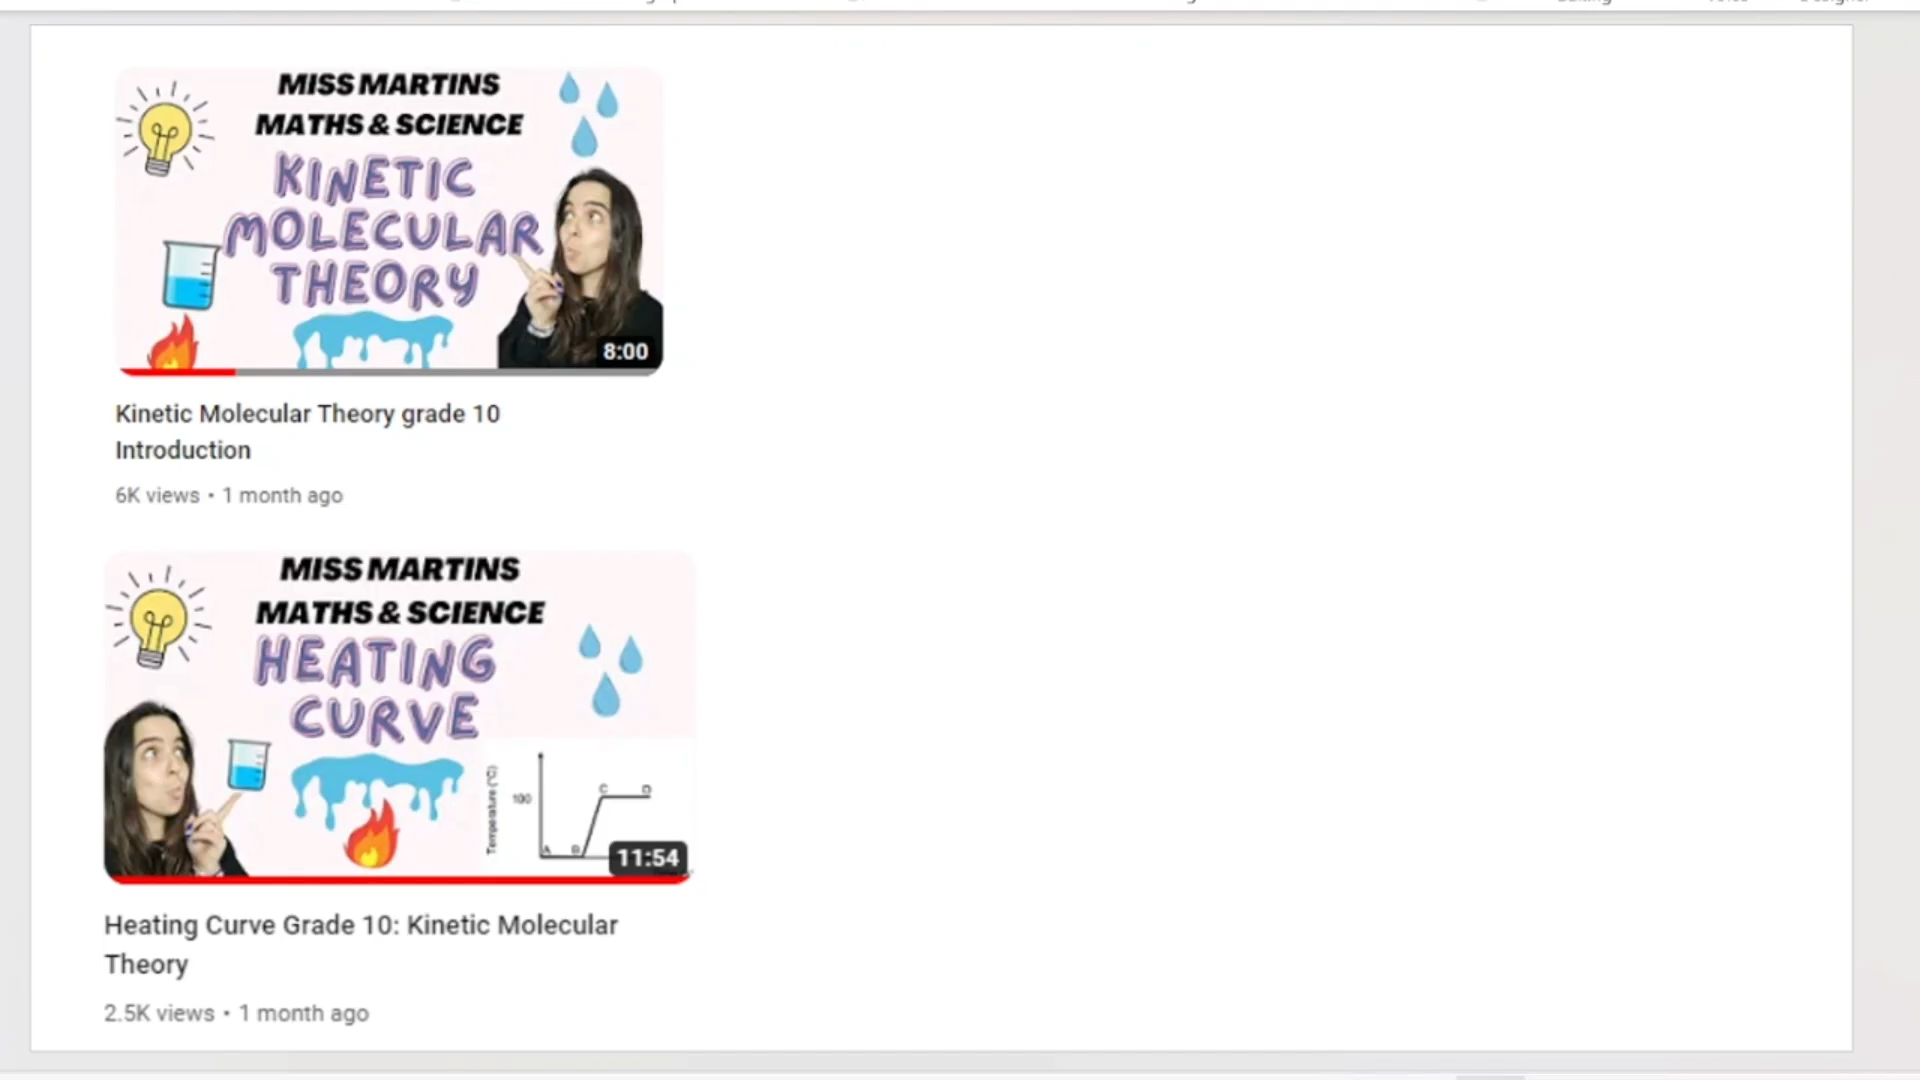 MISS MARTINS
MATHS & SCIENCE
KINETIC
MOLECULAR
THEORY
8:00
Kinetic Molecular Theory grade 10
Introduction
6K views • 1 month ago
MISS MARTINS
MATHS & SCIENCE
HEATING
CURVE
Temperature (°C)
100
C D
A B
11:54
Heating Curve Grade 10: Kinetic Molecular
Theory
2.5K views • 1 month ago